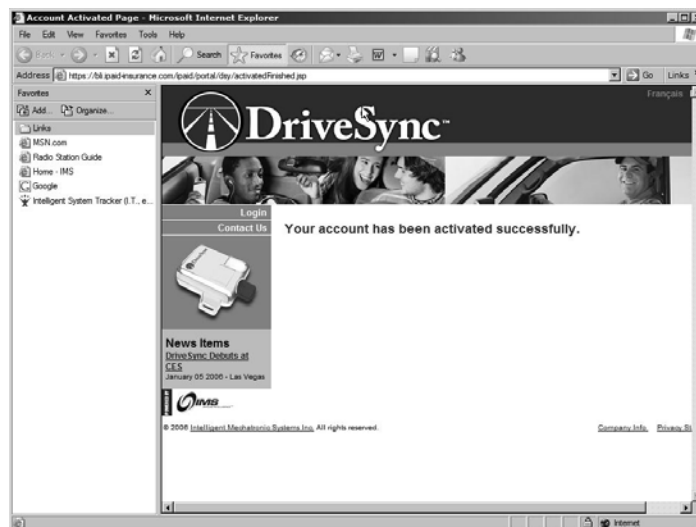 Account Activated Page - Microsoft Internet Explorer
File Edit View Favorites Tools Help
Back Search Favorites
Address https://bli.ipaid-insurance.com/ipaid/portal/dsy/activatedFinished.jsp Go Links
Favorites x
Add... Organize...
Links
MSN.com
Radio Station Guide
Home - IMS
Google
Intelligent System Tracker (I.T., e...
Français
DriveSync™
Login
Contact Us
Your account has been activated successfully.
News Items
DriveSync Debuts at
CES
January 05 2006 - Las Vegas
IMS
© 2006 Intelligent Mechatronic Systems Inc. All rights reserved. Company Info. Privacy St
Internet